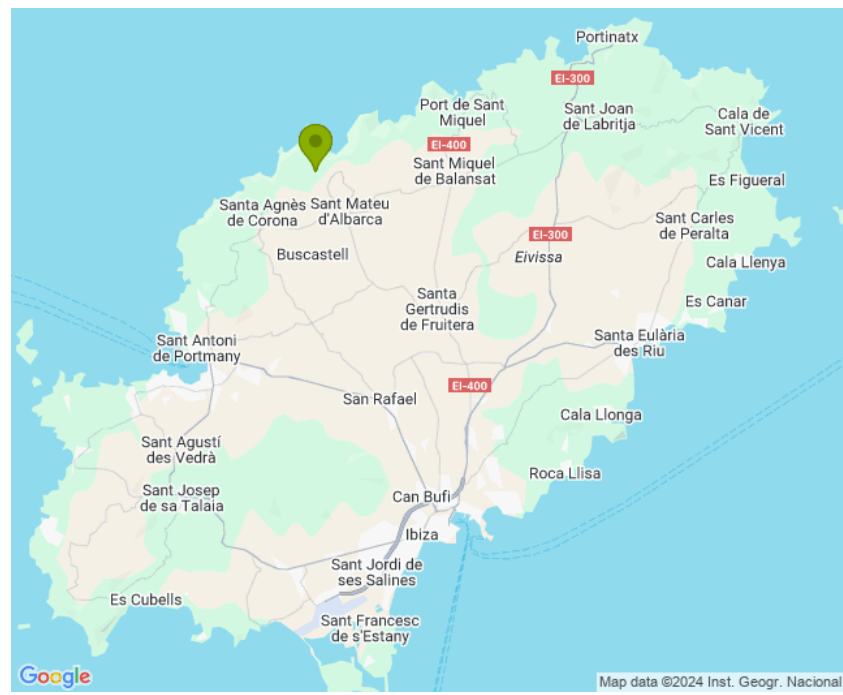 Portinatx
EI-300
Port de Sant
Miquel
Sant Joan
de Labritja
Cala de
Sant Vicent
EI-400
Sant Miquel
de Balansat
Es Figueral
Santa Agnès
de Corona
Sant Mateu
d'Albarca
Sant Carles
de Peralta
EI-300
Buscastell
Eivissa
Cala Llenya
Santa
Gertrudis
de Fruitera
Es Canar
Sant Antoni
de Portmany
Santa Eulària
des Riu
EI-400
San Rafael
Cala Llonga
Sant Agustí
des Vedrà
Roca Llisa
Sant Josep
de sa Talaia
Can Bufi
Ibiza
Sant Jordi de
ses Salines
Es Cubells
Sant Francesc
de s'Estany
Google
Map data ©2024 Inst. Geogr. Nacional